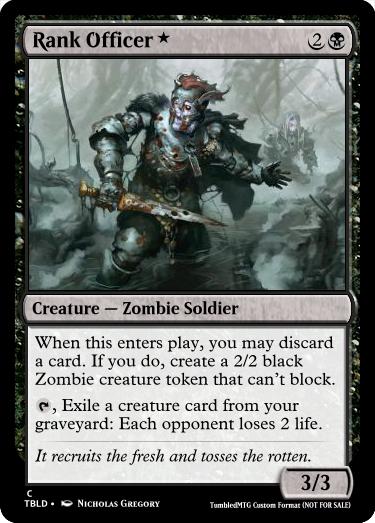 Rank Officer ★ 2
Creature — Zombie Soldier
When this enters play, you may discard
a card. If you do, create a 2/2 black
Zombie creature token that can't block.
, Exile a creature card from your
graveyard: Each opponent loses 2 life.
It recruits the fresh and tosses the rotten.
3/3
C
TBLD • Nicholas Gregory
TumbledMTG Custom Format (NOT FOR SALE)